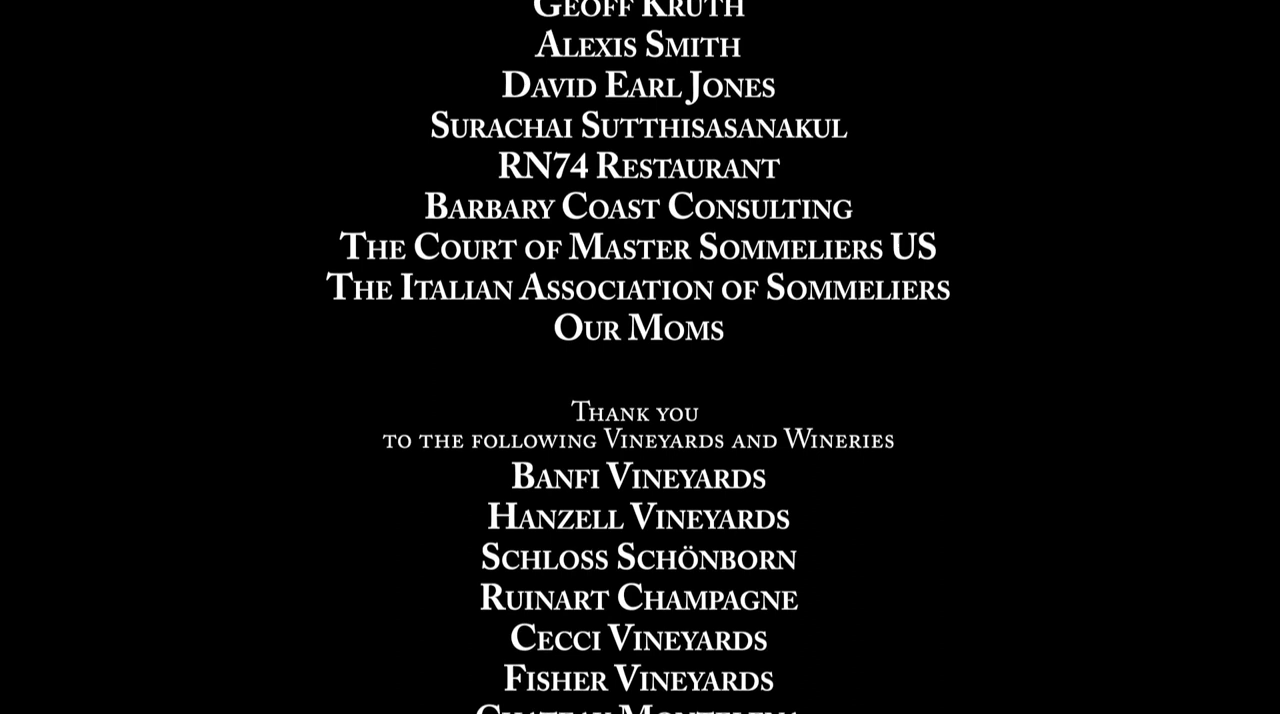 GEOFF KRUTH
ALEXIS SMITH
DAVID EARL JONES
SURACHAI SUTTHISASANAKUL
RN74 RESTAURANT
BARBARY COAST CONSULTING
THE COURT OF MASTER SOMMELIERS US
THE ITALIAN ASSOCIATION OF SOMMELIERS
OUR MOMS
THANK YOU
TO THE FOLLOWING VINEYARDS AND WINERIES
BANFI VINEYARDS
HANZELL VINEYARDS
SCHLOSS SCHÖNBORN
RUINART CHAMPAGNE
CECCI VINEYARDS
FISHER VINEYARDS